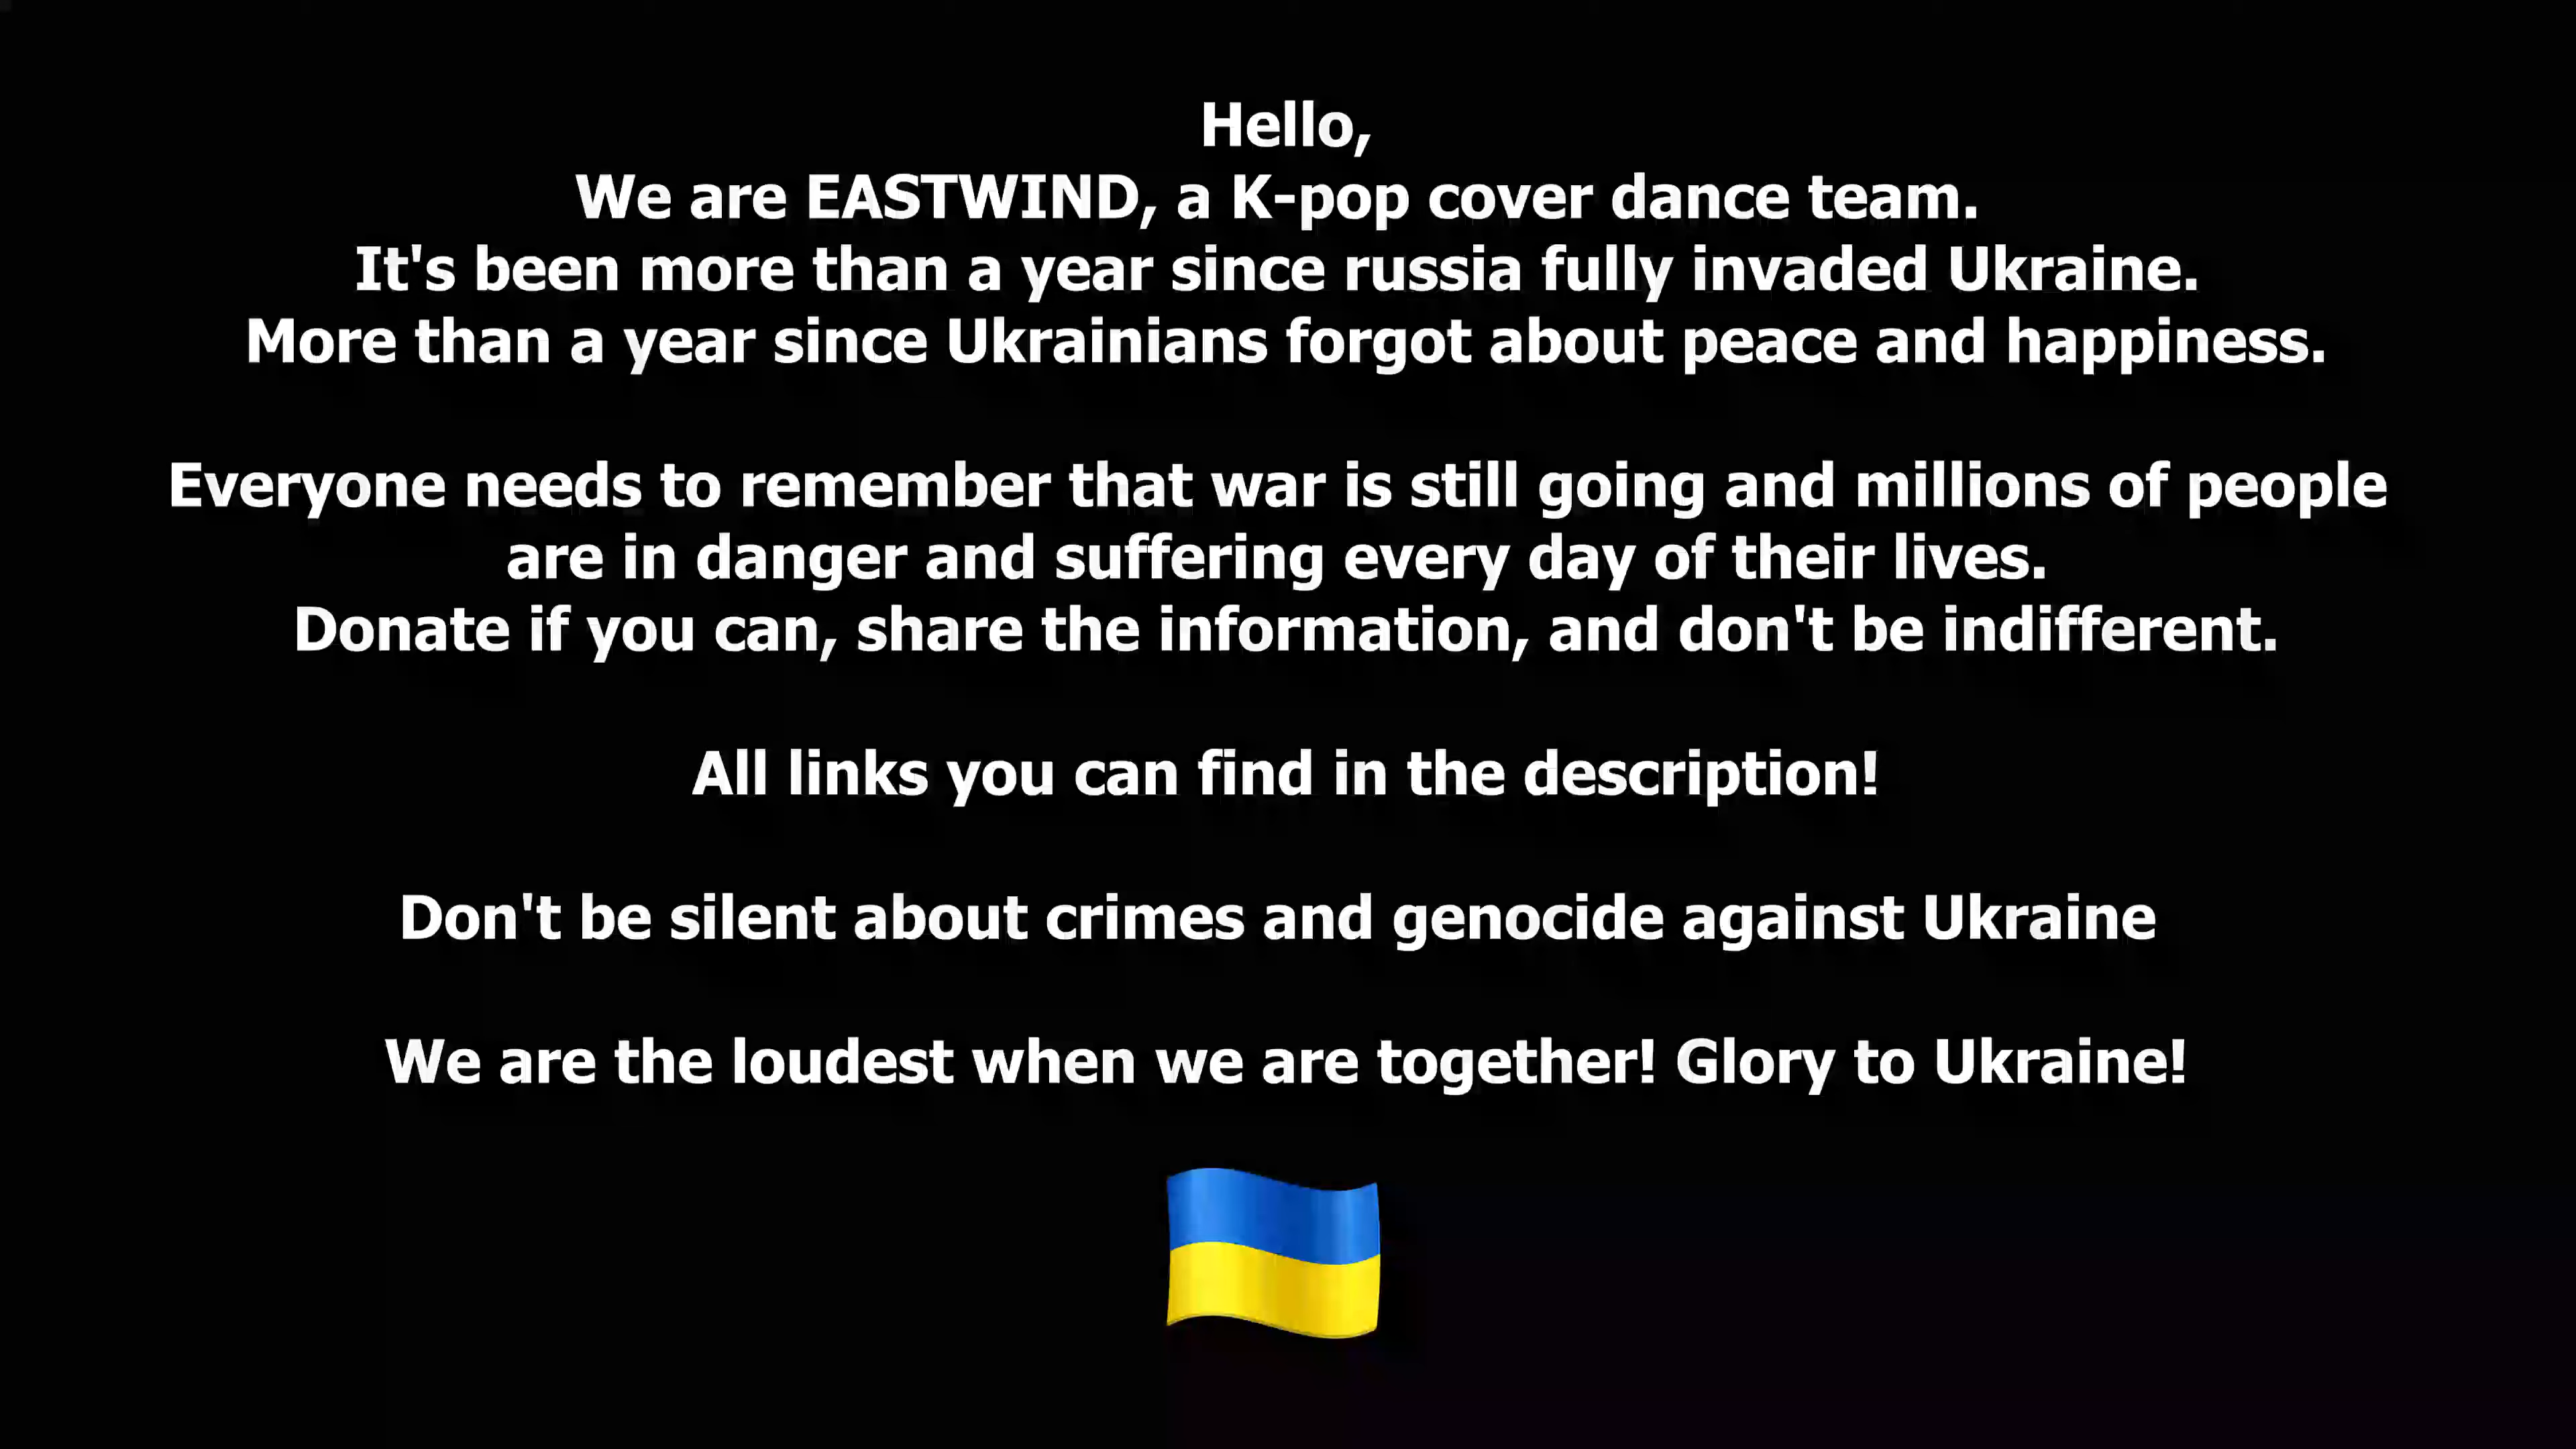 Hello,
We are EASTWIND, a K-pop cover dance team.
It's been more than a year since russia fully invaded Ukraine.
More than a year since Ukrainians forgot about peace and happiness.
Everyone needs to remember that war is still going and millions of people
are in danger and suffering every day of their lives.
Donate if you can, share the information, and don't be indifferent.
All links you can find in the description!
Don't be silent about crimes and genocide against Ukraine
We are the loudest when we are together! Glory to Ukraine!